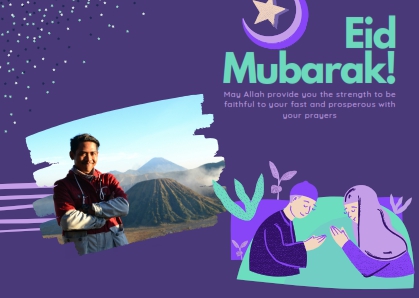 Eid
Mubarak!
May Allah provide you the strength to be
faithful to your fast and prosperous with
your prayers